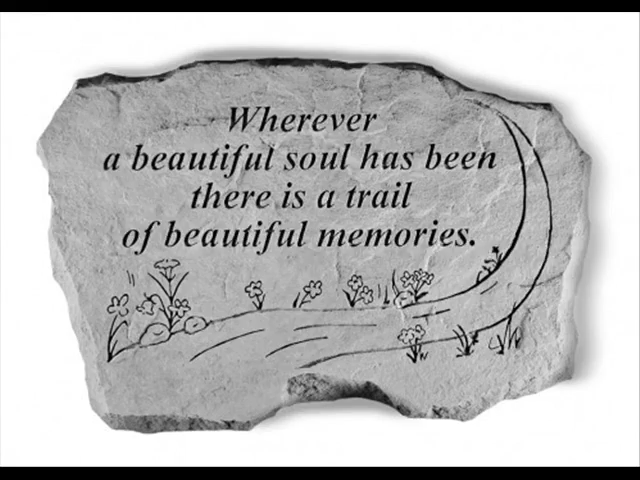 Wherever
a beautiful soul has been
there is a trail
of beautiful memories.